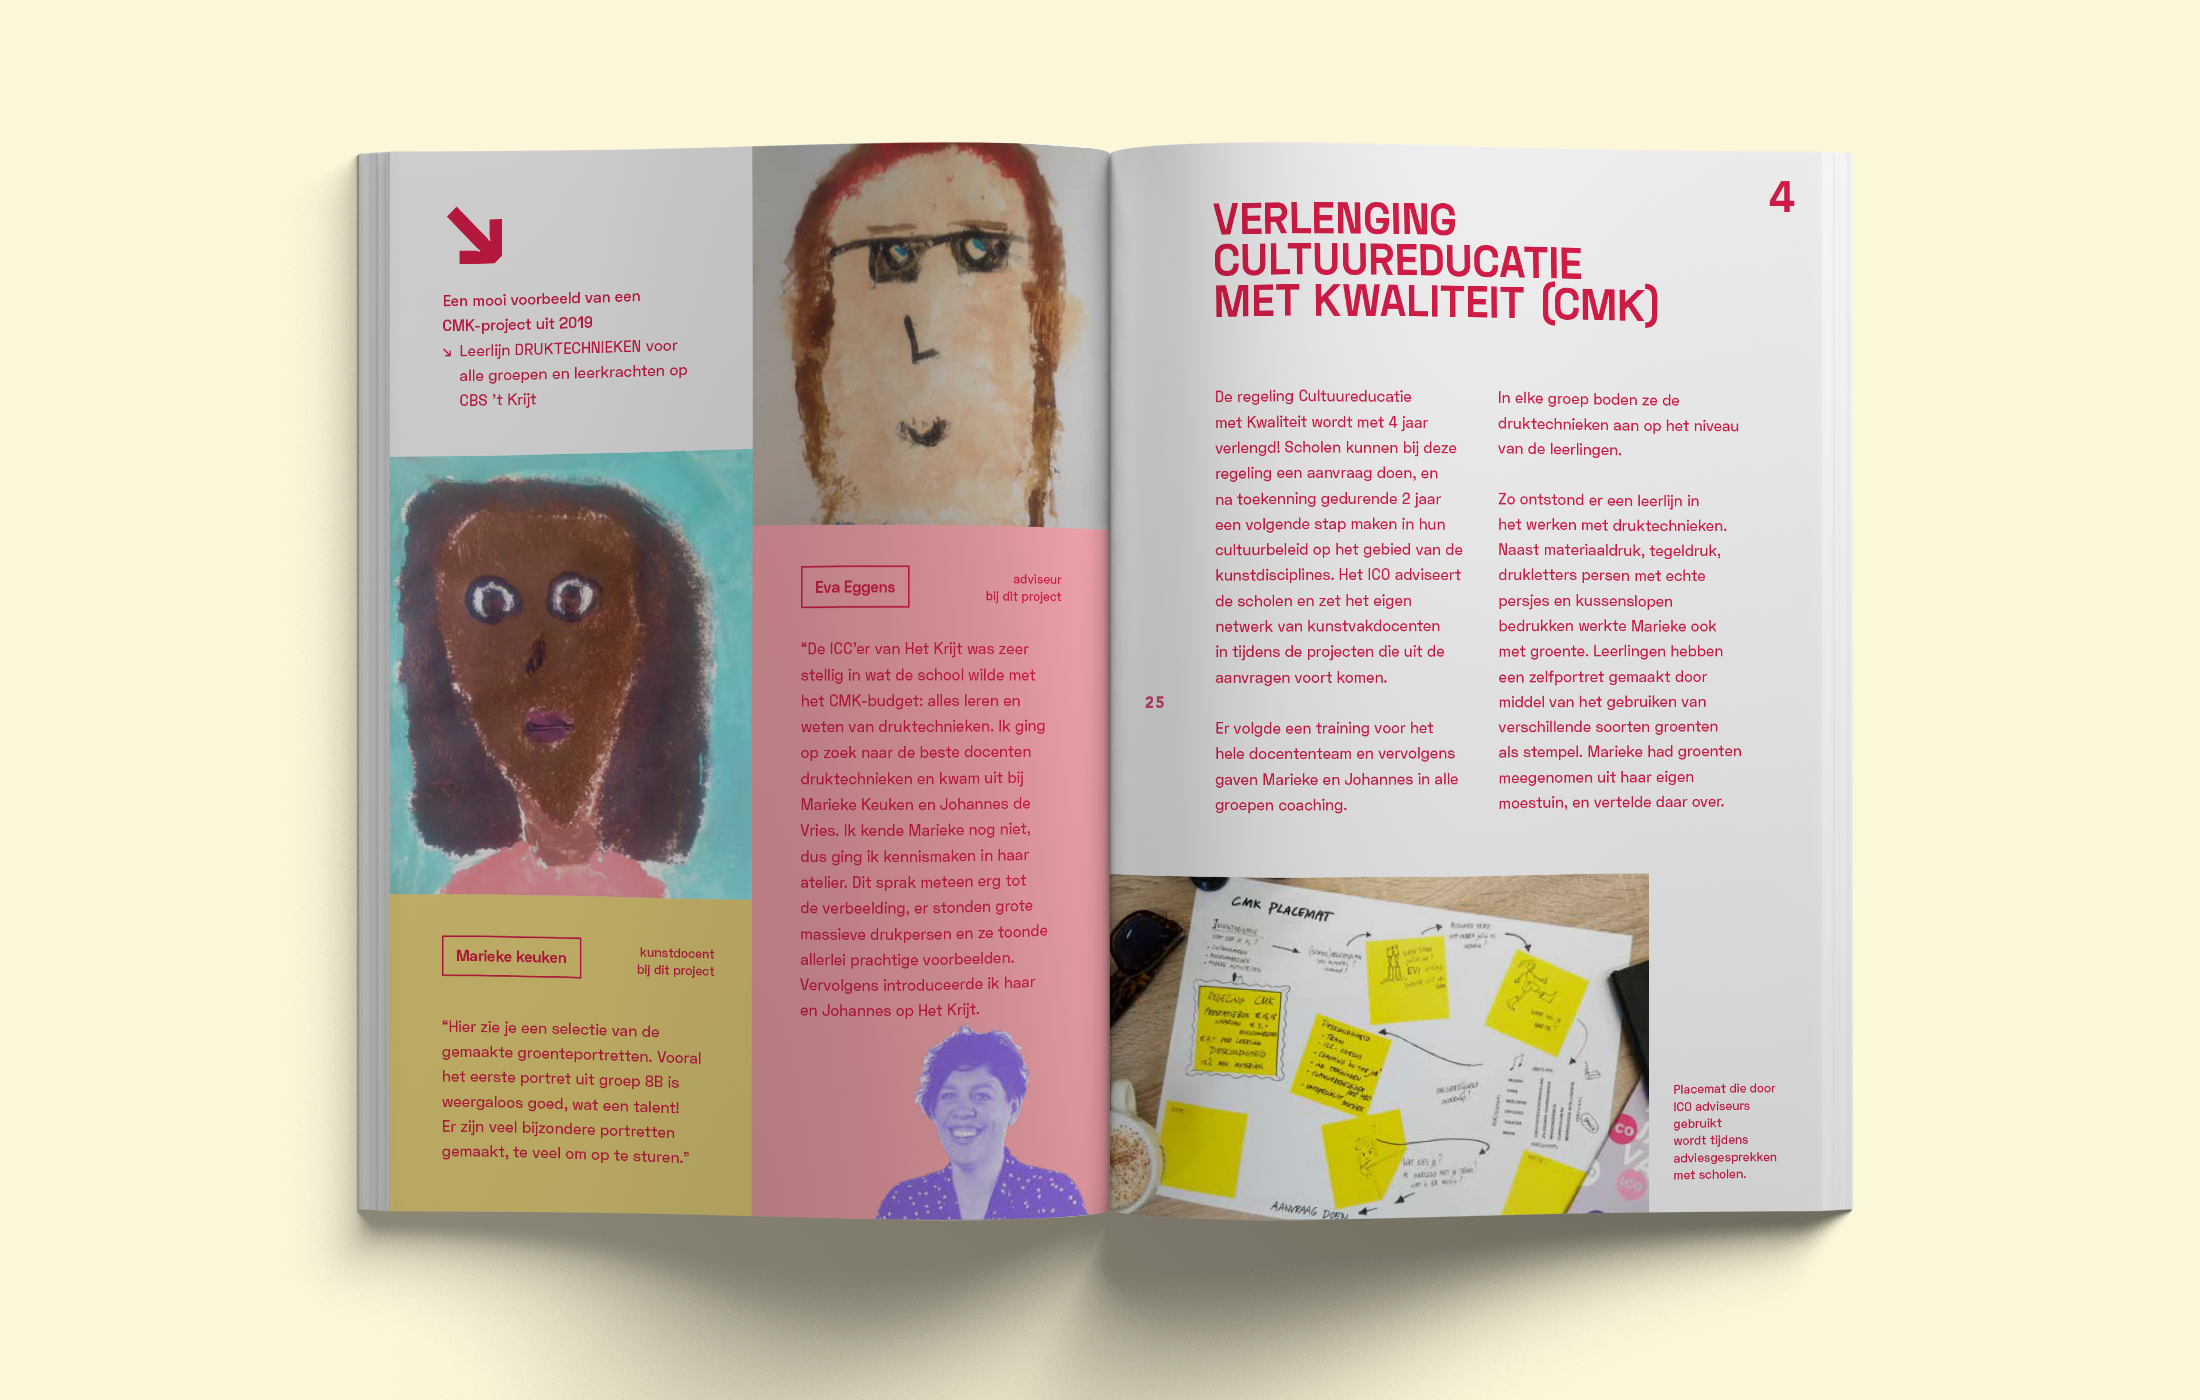 Een mooi voorbeeld van een
CMK-project uit 2019
↘ Leerlijn DRUKTECHNIEKEN voor
alle groepen en leerkrachten op
CBS 't Krijt
Marieke keuken
kunstdocent
bij dit project
“Hier zie je een selectie van de
gemaakte groenteportretten. Vooral
het eerste portret uit groep 8B is
weergaloos goed, wat een talent!
Er zijn veel bijzondere portretten
gemaakt, te veel om op te sturen.”
Eva Eggens
adviseur
bij dit project
“De ICC'er van Het Krijt was zeer
stellig in wat de school wilde met
het CMK-budget: alles leren en
weten van druktechnieken. Ik ging
op zoek naar de beste docenten
druktechnieken en kwam uit bij
Marieke Keuken en Johannes de
Vries. Ik kende Marieke nog niet,
dus ging ik kennismaken in haar
atelier. Dit sprak meteen erg tot
de verbeelding, er stonden grote
massieve drukpersen en ze toonde
allerlei prachtige voorbeelden.
Vervolgens introduceerde ik haar
en Johannes op Het Krijt.
4
VERLENGING
CULTUUREDUCATIE
MET KWALITEIT (CMK)
De regeling Cultuureducatie
met Kwaliteit wordt met 4 jaar
verlengd! Scholen kunnen bij deze
regeling een aanvraag doen, en
na toekenning gedurende 2 jaar
een volgende stap maken in hun
cultuurbeleid op het gebied van de
kunstdisciplines. Het ICO adviseert
de scholen en zet het eigen
netwerk van kunstvakdocenten
in tijdens de projecten die uit de
aanvragen voort komen.
Er volgde een training voor het
hele docententeam en vervolgens
gaven Marieke en Johannes in alle
groepen coaching.
25
In elke groep boden ze de
druktechnieken aan op het niveau
van de leerlingen.
Zo ontstond er een leerlijn in
het werken met druktechnieken.
Naast materiaaldruk, tegeldruk,
drukletters persen met echte
persjes en kussenslopen
bedrukken werkte Marieke ook
met groente. Leerlingen hebben
een zelfportret gemaakt door
middel van het gebruiken van
verschillende soorten groenten
als stempel. Marieke had groenten
meegenomen uit haar eigen
moestuin, en vertelde daar over.
CMK PLACEMAT
REGELING CMK
PER LEERLING
DESKUNDIGHEID
DESKUNDIGHEID
- TEAM
- ICC-CURSUS
AANVRAAG DOEN
CO
ICO
Placemat die door
ICO adviseurs
gebruikt
wordt tijdens
adviesgesprekken
met scholen.